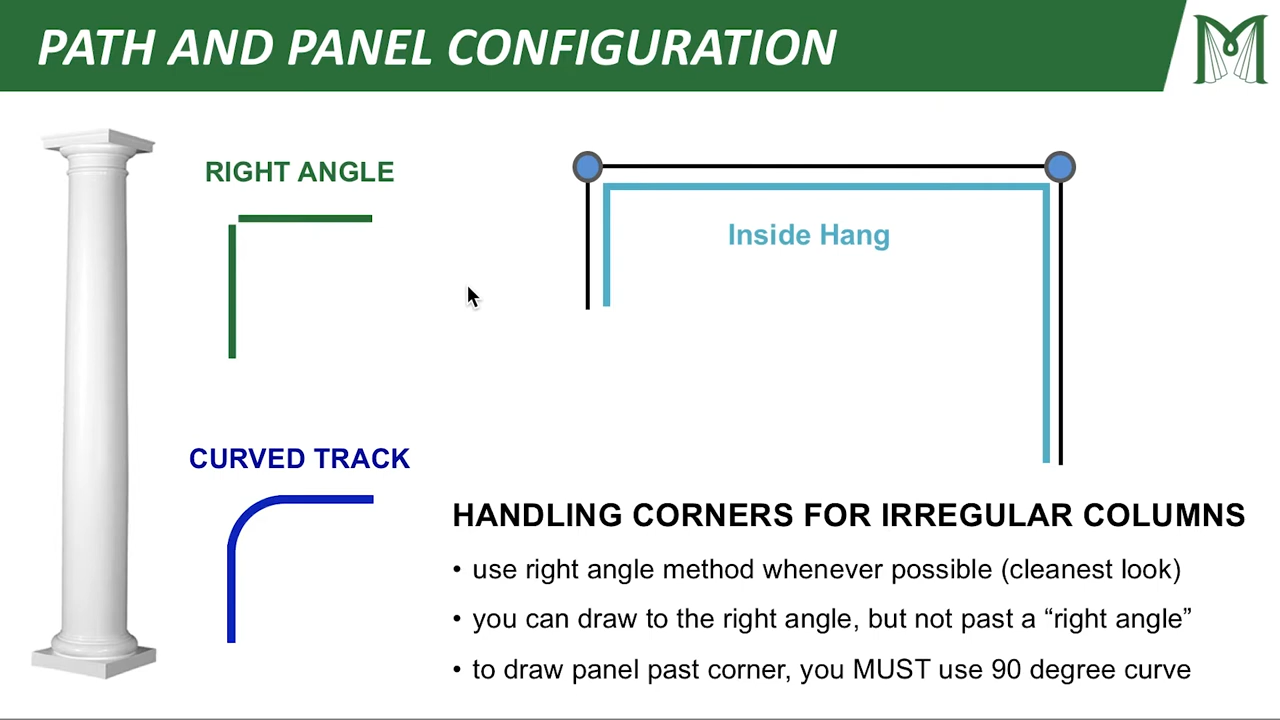 PATH AND PANEL CONFIGURATION
M
RIGHT ANGLE
Inside Hang
CURVED TRACK
HANDLING CORNERS FOR IRREGULAR COLUMNS
• use right angle method whenever possible (cleanest look)
• you can draw to the right angle, but not past a “right angle”
• to draw panel past corner, you MUST use 90 degree curve